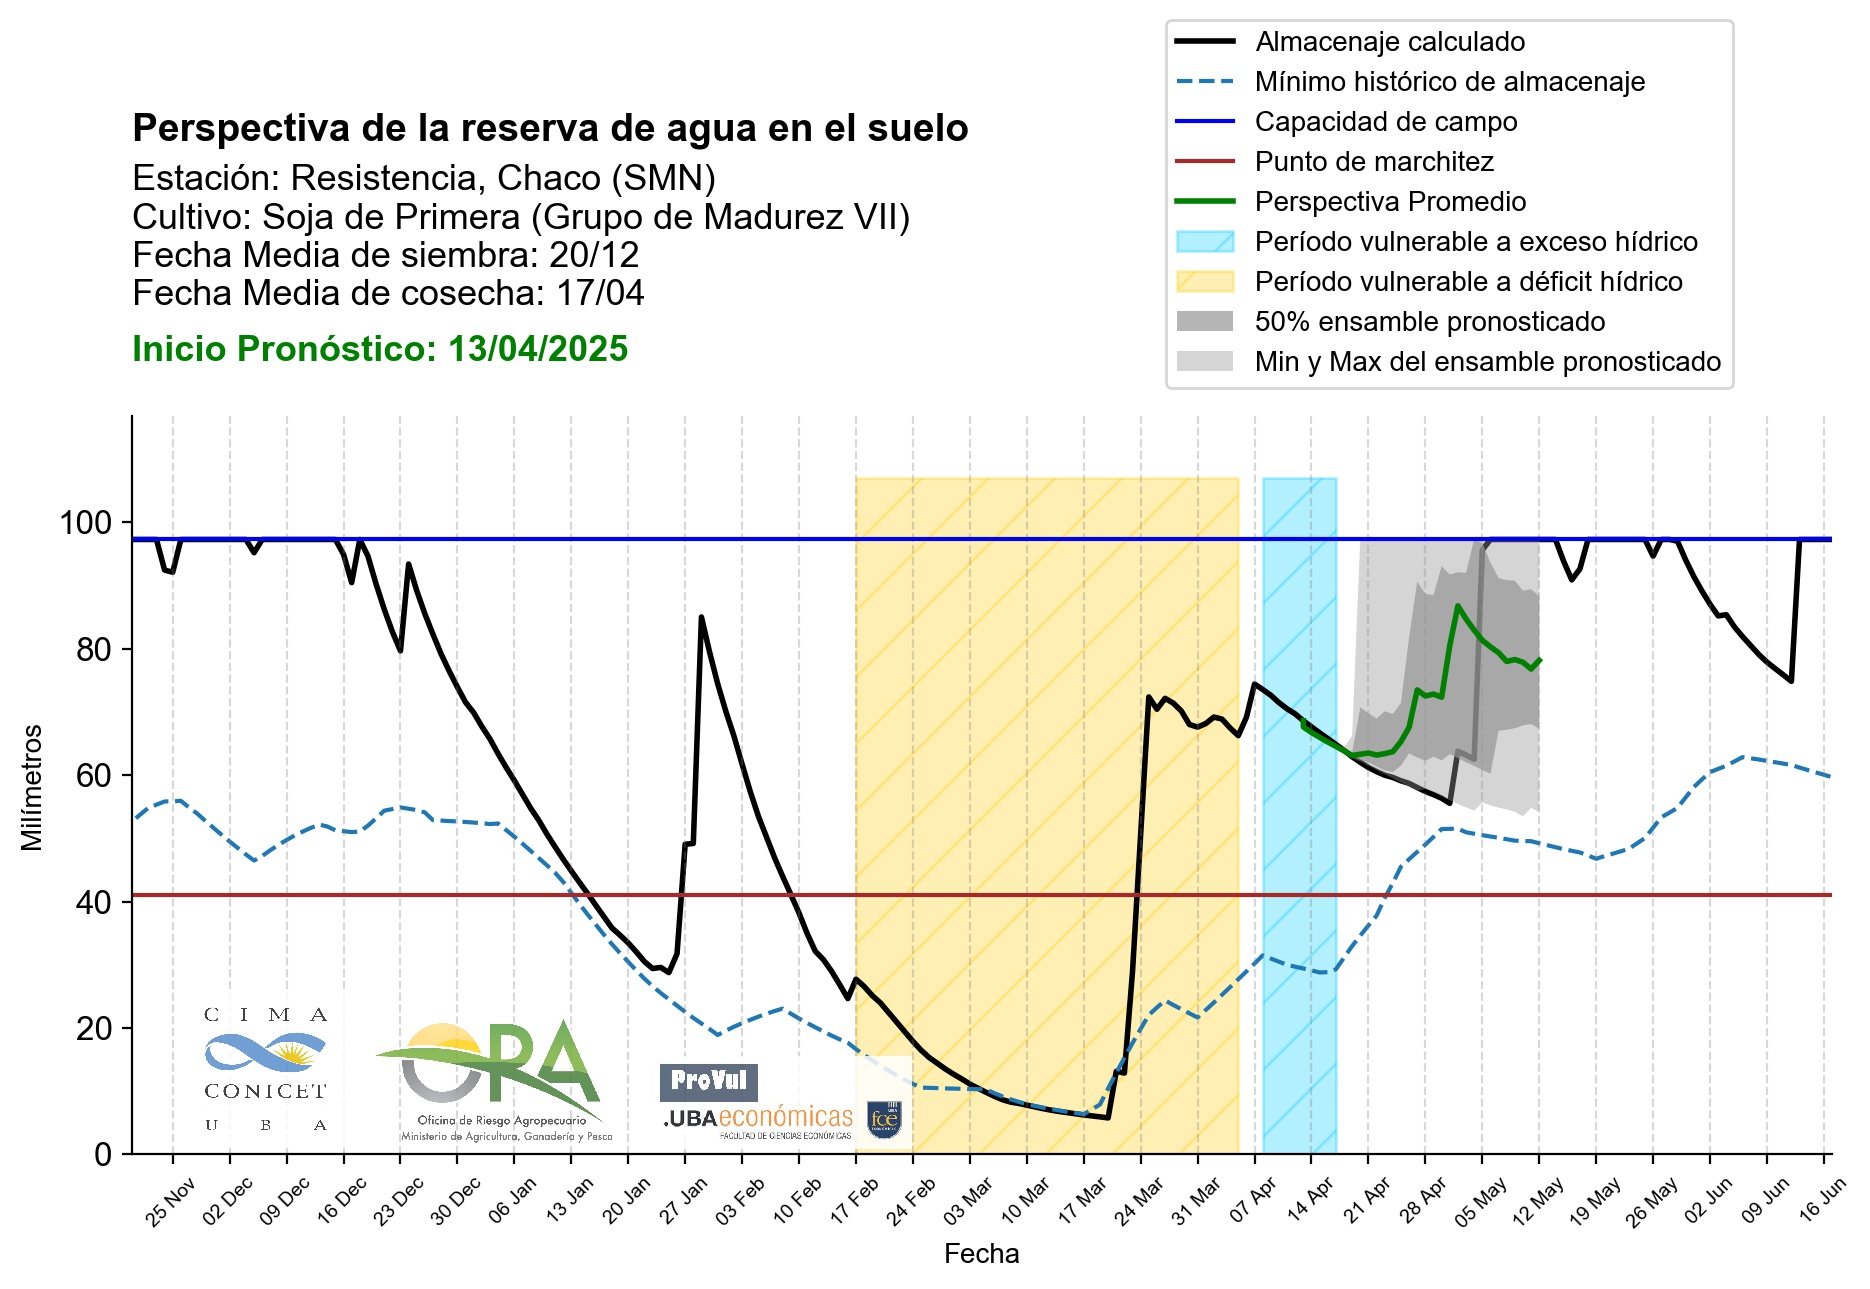 Almacenaje calculado
Mínimo histórico de almacenaje
Capacidad de campo
Punto de marchitez
Perspectiva Promedio
Período vulnerable a exceso hídrico
Período vulnerable a déficit hídrico
50% ensamble pronosticado
Min y Max del ensamble pronosticado
Perspectiva de la reserva de agua en el suelo
Estación: Resistencia, Chaco (SMN)
Cultivo: Soja de Primera (Grupo de Madurez VII)
Fecha Media de siembra: 20/12
Fecha Media de cosecha: 17/04
Inicio Pronóstico: 13/04/2025
Milímetros
100
80
60
40
20
0
CIMA
CONICET
UBA
ORA
Oficina de Riesgo Agropecuario
Ministerio de Agricultura, Ganadería y Pesca
ProVul
.UBAeconómicas
FACULTAD DE CIENCIAS ECONÓMICAS
UBA
fce
25 Nov
02 Dec
09 Dec
16 Dec
23 Dec
30 Dec
06 Jan
13 Jan
20 Jan
27 Jan
03 Feb
10 Feb
17 Feb
24 Feb
03 Mar
10 Mar
17 Mar
24 Mar
31 Mar
07 Apr
14 Apr
21 Apr
28 Apr
05 May
12 May
19 May
26 May
02 Jun
09 Jun
16 Jun
Fecha